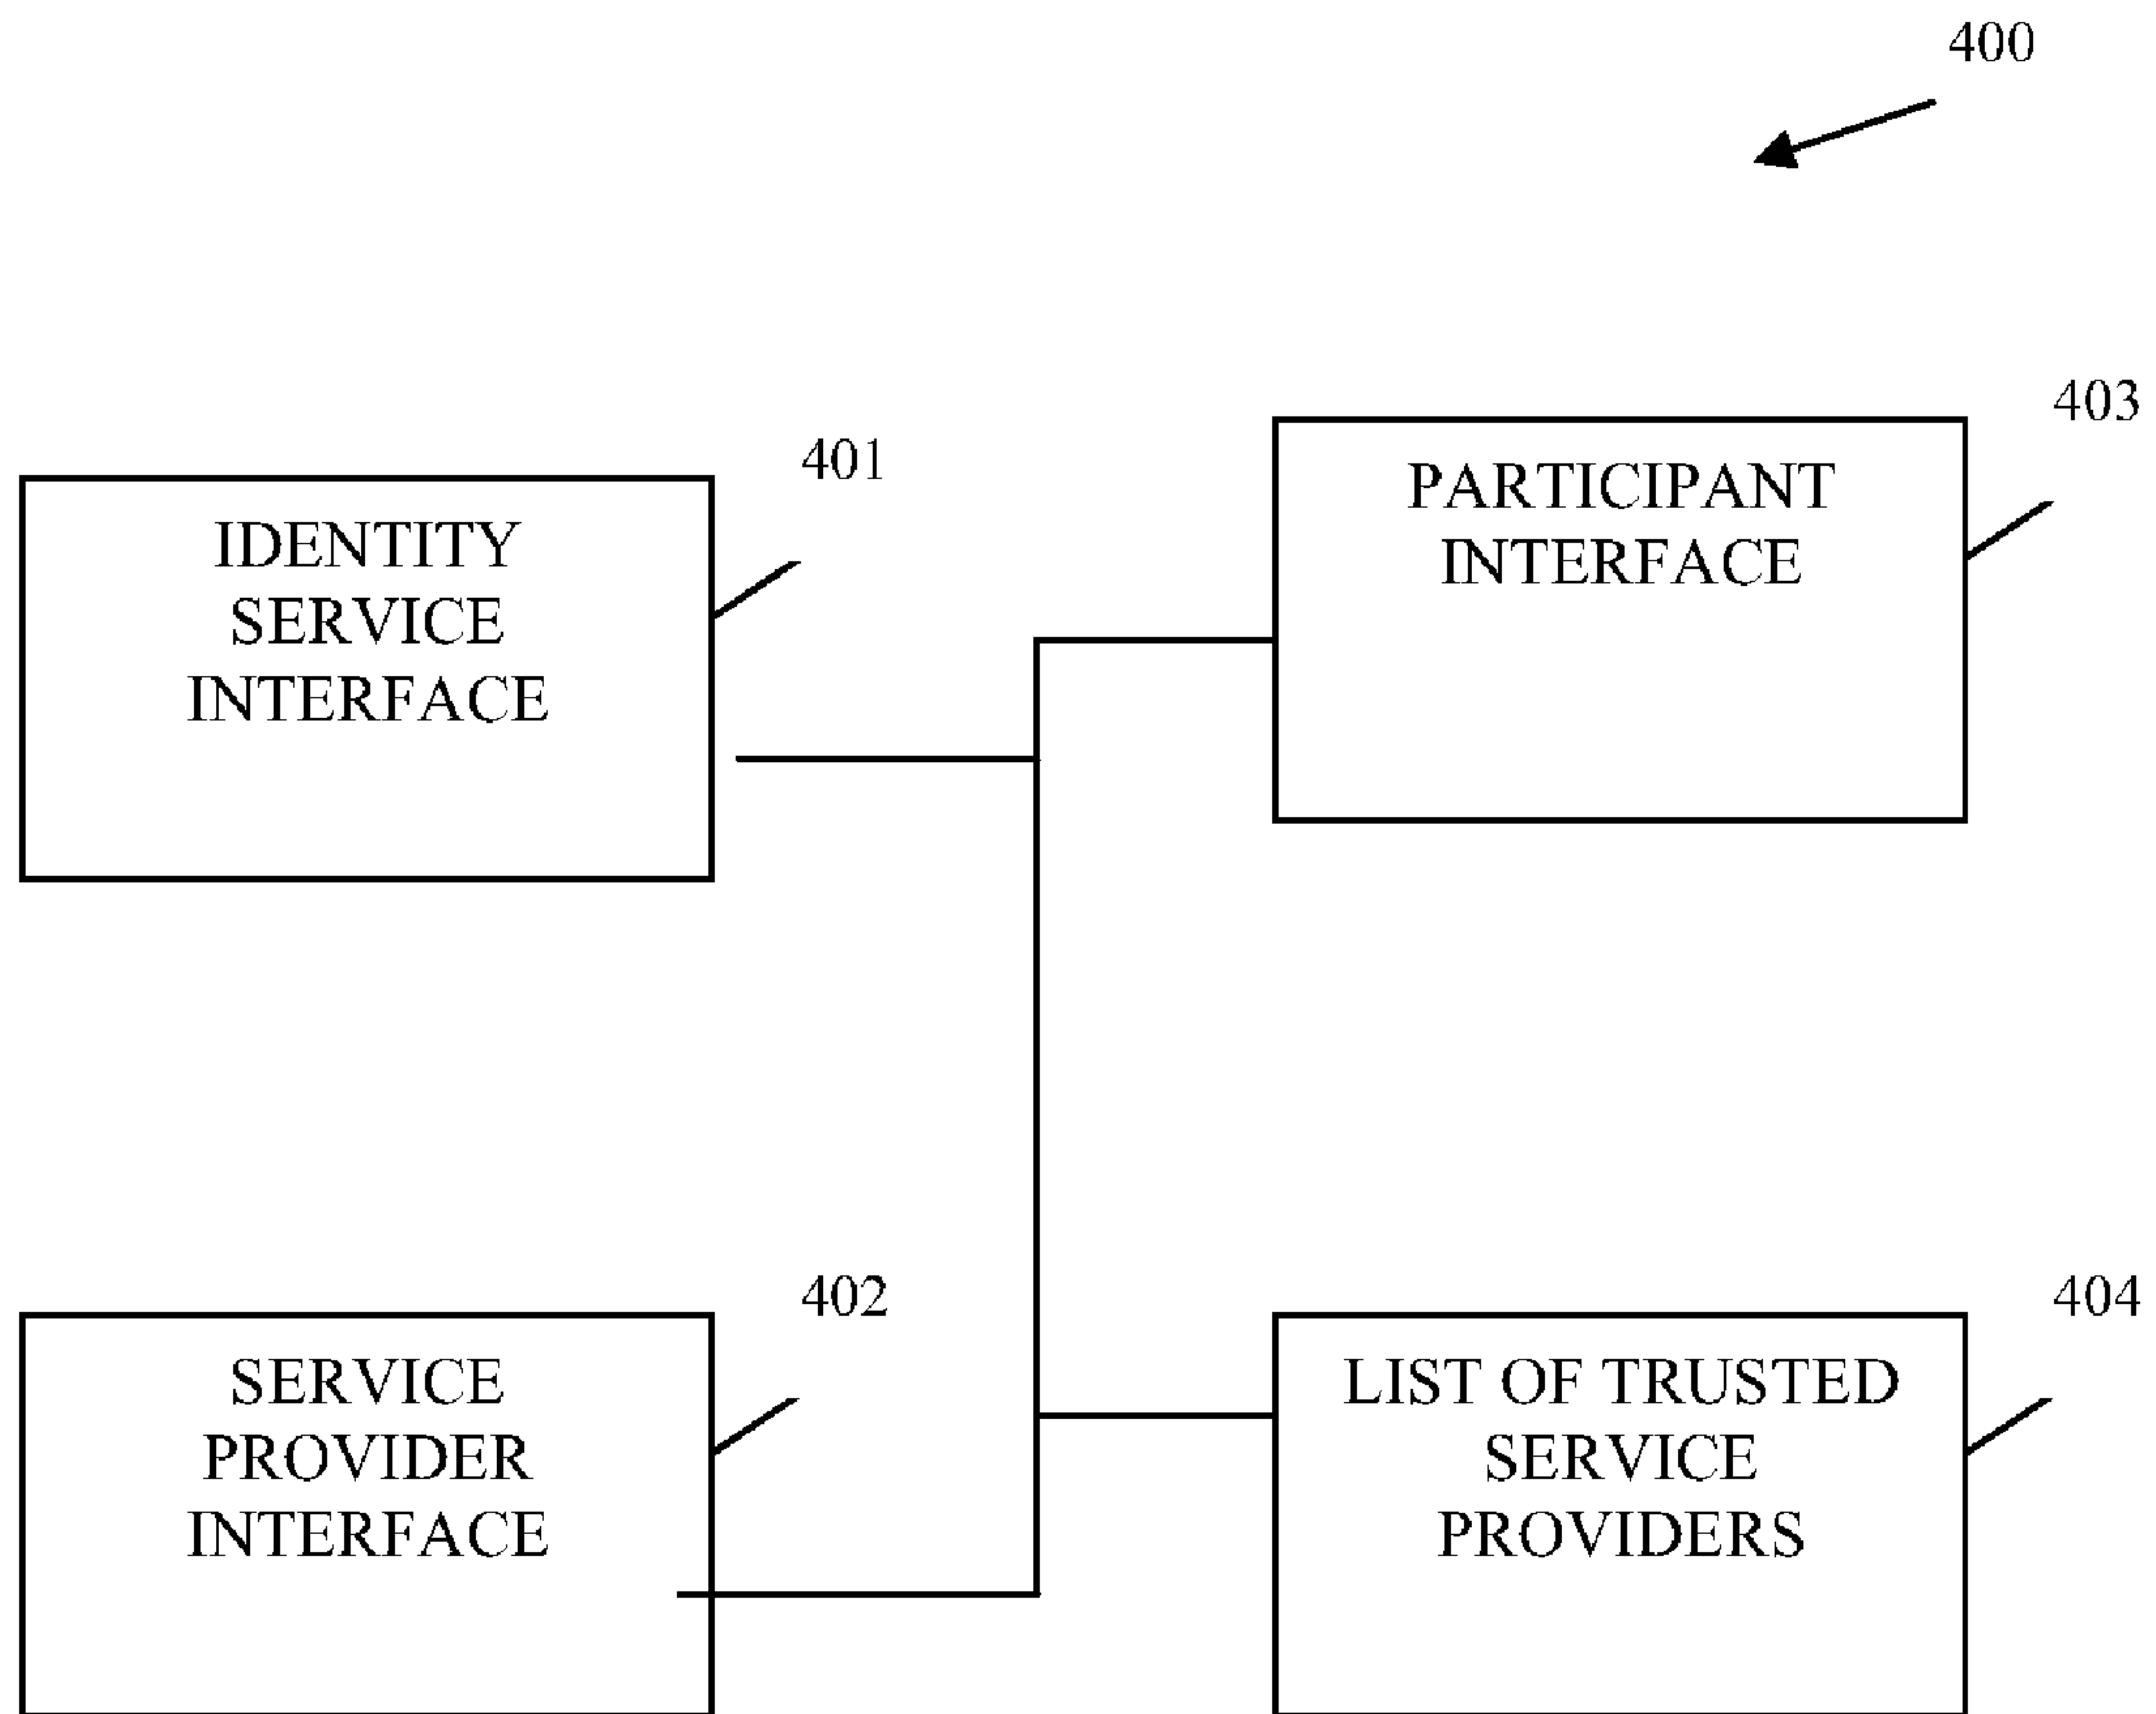 400
403
PARTICIPANT
INTERFACE
401
IDENTITY
SERVICE
INTERFACE
402
SERVICE
PROVIDER
INTERFACE
404
LIST OF TRUSTED
SERVICE
PROVIDERS